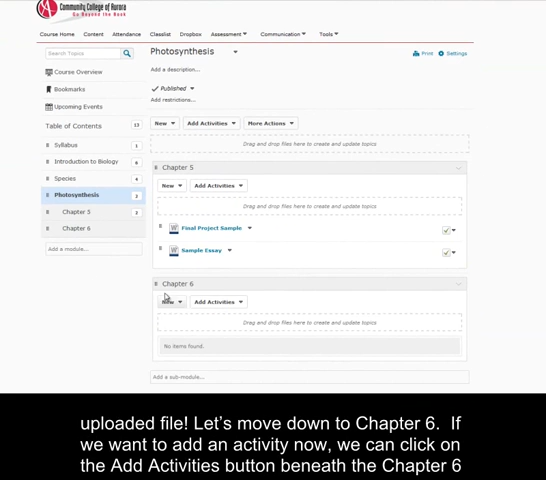 Community College of Aurora
Go Beyond the Book
Course Home Content Attendance Classlist Dropbox Assessment Communication Tools
Search Topics
Photosynthesis
Print Settings
Course Overview
Add a description...
Bookmarks
Published
Upcoming Events
Add restrictions...
Table of Contents 13
New Add Activities More Actions
Syllabus 1
Drag and drop files here to create and update topics
Introduction to Biology 6
Chapter 5
Species 4
New Add Activities
Photosynthesis
Drag and drop files here to create and update topics
Chapter 5 2
Final Project Sample
Chapter 6
Add a module...
Sample Essay
Chapter 6
New Add Activities
Drag and drop files here to create and update topics
No items found.
Add a sub-module...
uploaded file! Let's move down to Chapter 6. If
we want to add an activity now, we can click on
the Add Activities button beneath the Chapter 6